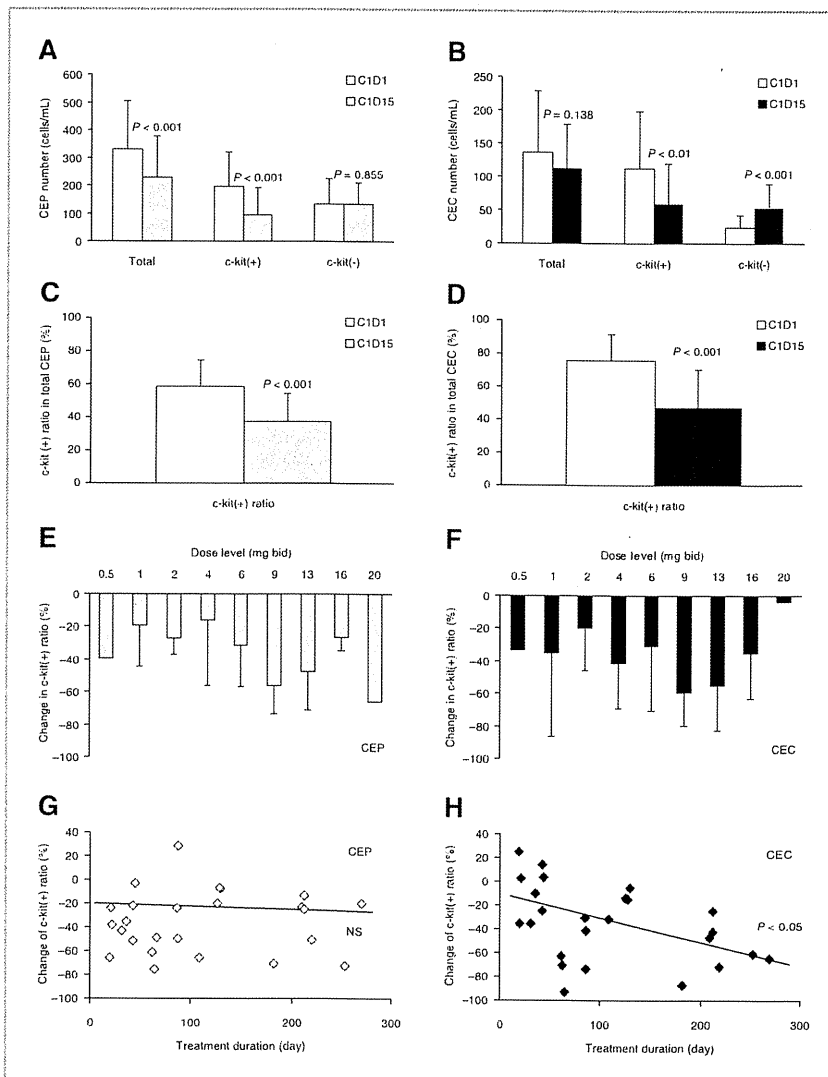 A
C1D1
C1D15
CEP number (cells/mL)
600
500
400
300
200
100
0
P < 0.001
P < 0.001
P = 0.855
Total
c-kit(+)
c-kit(-)
B
C1D1
C1D15
CEC number (cells/mL)
250
200
150
100
50
0
P = 0.138
P < 0.01
P < 0.001
Total
c-kit(+)
c-kit(-)
C
C1D1
C1D15
c-kit (+) ratio in total CEP (%)
100
80
60
40
20
0
P < 0.001
c-kit(+) ratio
D
C1D1
C1D15
c-kit(+) ratio in total CEC (%)
100
80
60
40
20
0
P < 0.001
c-kit(+) ratio
E
Dose level (mg bid)
0.5 1 2 4 6 9 13 16 20
Change in c-kit(+) ratio (%)
0
-20
-40
-60
-80
-100
CEP
F
Dose level (mg bid)
0.5 1 2 4 6 9 13 16 20
Change in c-kit(+) ratio (%)
0
-20
-40
-60
-80
-100
CEC
G
Change of c-kit(+) ratio (%)
40
20
0
-20
-40
-60
-80
-100
CEP
NS
0 100 200 300
Treatment duration (day)
H
Change of c-kit(+) ratio (%)
40
20
0
-20
-40
-60
-80
-100
CEC
P < 0.05
0 100 200 300
Treatment duration (day)